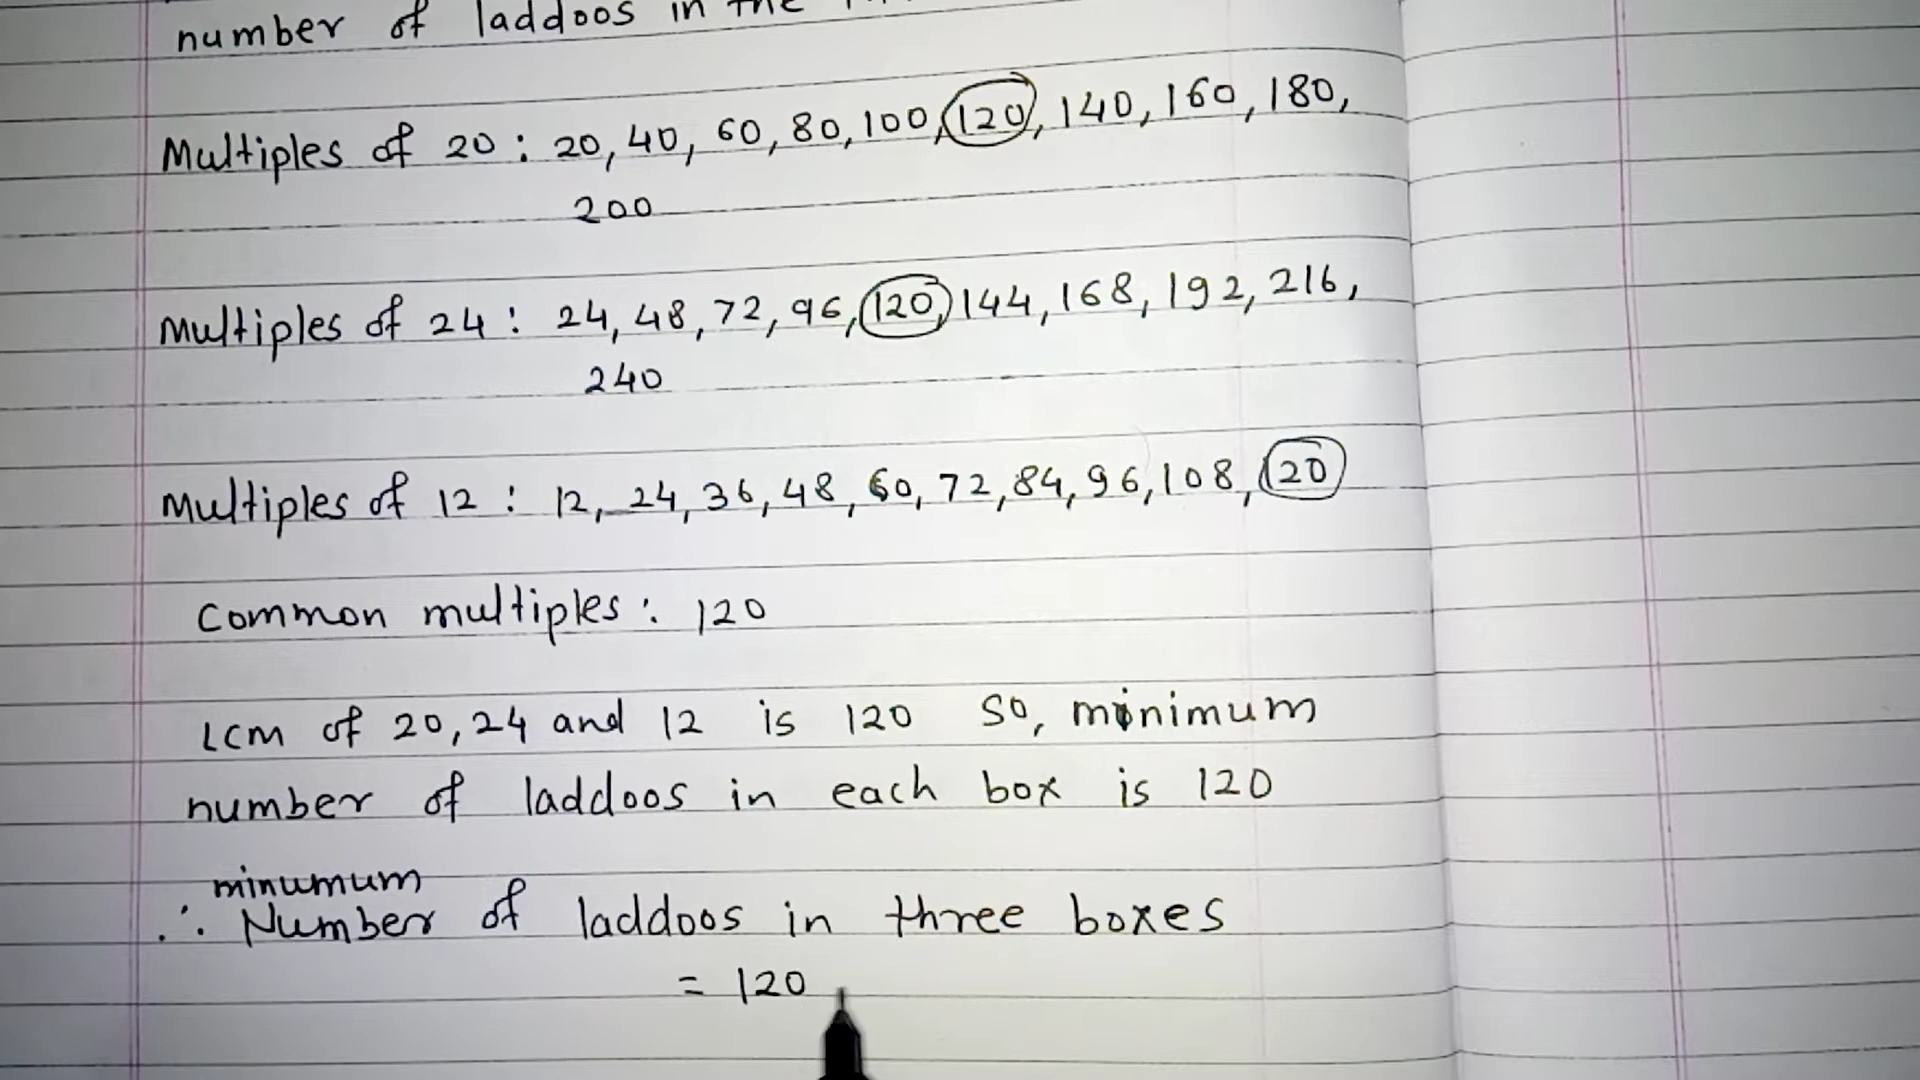 number of laddoos in the
Multiples of 20 : 20, 40, 60, 80, 100, 120, 140, 160, 180,
200
Multiples of 24 : 24, 48, 72, 96, 120, 144, 168, 192, 216,
240
Multiples of 12 : 12, 24, 36, 48, 60, 72, 84, 96, 108, 120
Common multiples : 120
LCM of 20, 24 and 12 is 120 So, minimum
number of laddoos in each box is 120
minumum
∴ Number of laddoos in three boxes
= 120